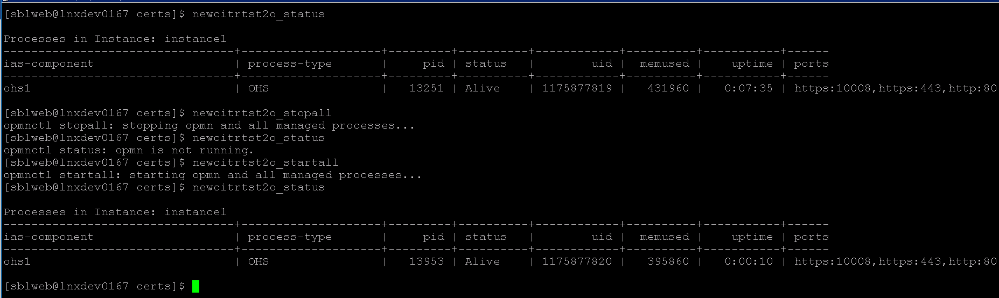 [sblweb@lnxdev0167 certs]$ newcitrtst2o_status
Processes in Instance: instance1
---------------------------------+--------------------+---------+----------+------------+----------+-----------+------
ias-component                    | process-type       |     pid | status   |        uid |  memused |    uptime | ports
---------------------------------+--------------------+---------+----------+------------+----------+-----------+------
ohs1                             | OHS                |   13251 | Alive    | 1175877819 |   431960 |   0:07:35 | https:10008,https:443,http:80
[sblweb@lnxdev0167 certs]$ newcitrtst2o_stopall
opmnctl stopall: stopping opmn and all managed processes...
[sblweb@lnxdev0167 certs]$ newcitrtst2o_status
opmnctl status: opmn is not running.
[sblweb@lnxdev0167 certs]$ newcitrtst2o_startall
opmnctl startall: starting opmn and all managed processes...
[sblweb@lnxdev0167 certs]$ newcitrtst2o_status
Processes in Instance: instance1
---------------------------------+--------------------+---------+----------+------------+----------+-----------+------
ias-component                    | process-type       |     pid | status   |        uid |  memused |    uptime | ports
---------------------------------+--------------------+---------+----------+------------+----------+-----------+------
ohs1                             | OHS                |   13953 | Alive    | 1175877820 |   395860 |   0:00:10 | https:10008,https:443,http:80
[sblweb@lnxdev0167 certs]$